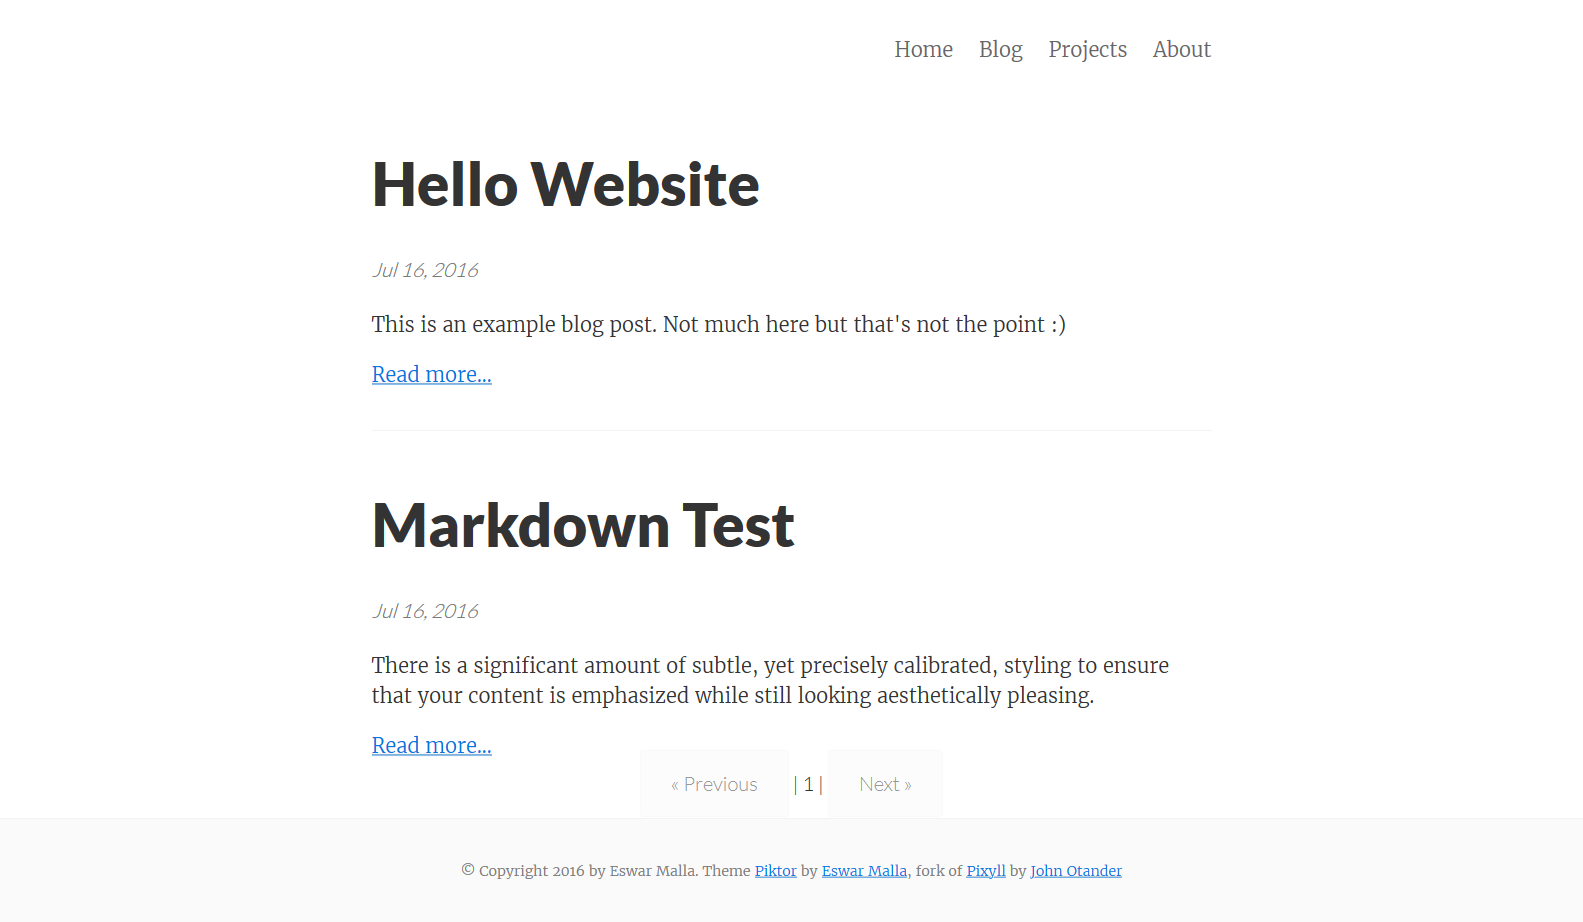 Home Blog Projects About
Hello Website
Jul 16, 2016
This is an example blog post. Not much here but that's not the point :)
Read more...
Markdown Test
Jul 16, 2016
There is a significant amount of subtle, yet precisely calibrated, styling to ensure
that your content is emphasized while still looking aesthetically pleasing.
Read more...
« Previous | 1 | Next »
© Copyright 2016 by Eswar Malla. Theme Piktor by Eswar Malla, fork of Pixyll by John Otander